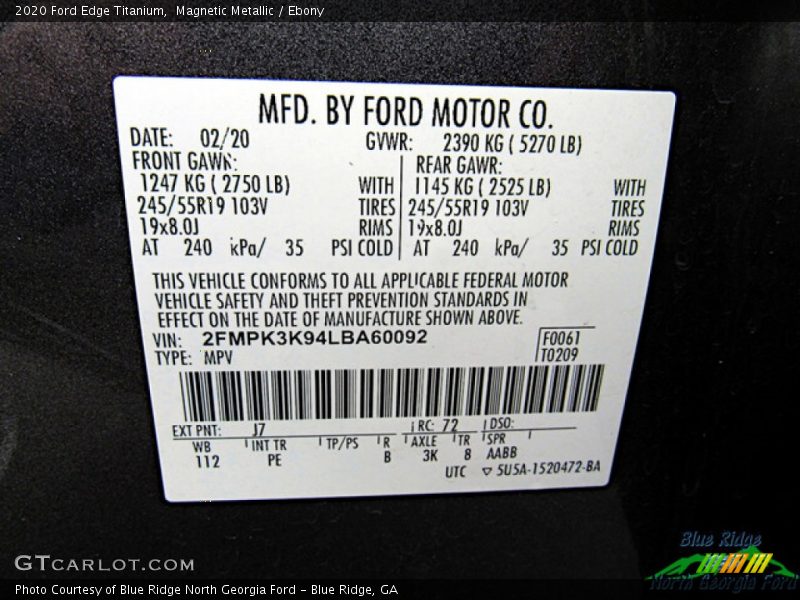 2020 Ford Edge Titanium,  Magnetic Metallic / Ebony
MFD. BY FORD MOTOR CO.
DATE: 02/20 GVWR: 2390 KG ( 5270 LB)
FRONT GAWR: REAR GAWR:
1247 KG ( 2750 LB) WITH 1145 KG ( 2525 LB) WITH
245/55R19 103V TIRES 245/55R19 103V TIRES
19x8.0J RIMS 19x8.0J RIMS
AT 240 kPa/ 35 PSI COLD AT 240 kPa/ 35 PSI COLD
THIS VEHICLE CONFORMS TO ALL APPLICABLE FEDERAL MOTOR
VEHICLE SAFETY AND THEFT PREVENTION STANDARDS IN
EFFECT ON THE DATE OF MANUFACTURE SHOWN ABOVE.
VIN: 2FMPK3K94LBA60092 F0061
TYPE: MPV T0209
EXT PNT: J7 RC: 72 DSO:
WB INT TR TP/PS R AXLE TR SPR
112 PE B 3K 8 AABB
UTC ▽ 5U5A-1520472-BA
Blue Ridge
North Georgia Ford
GTCARLOT.COM
Photo Courtesy of Blue Ridge North Georgia Ford – Blue Ridge, GA